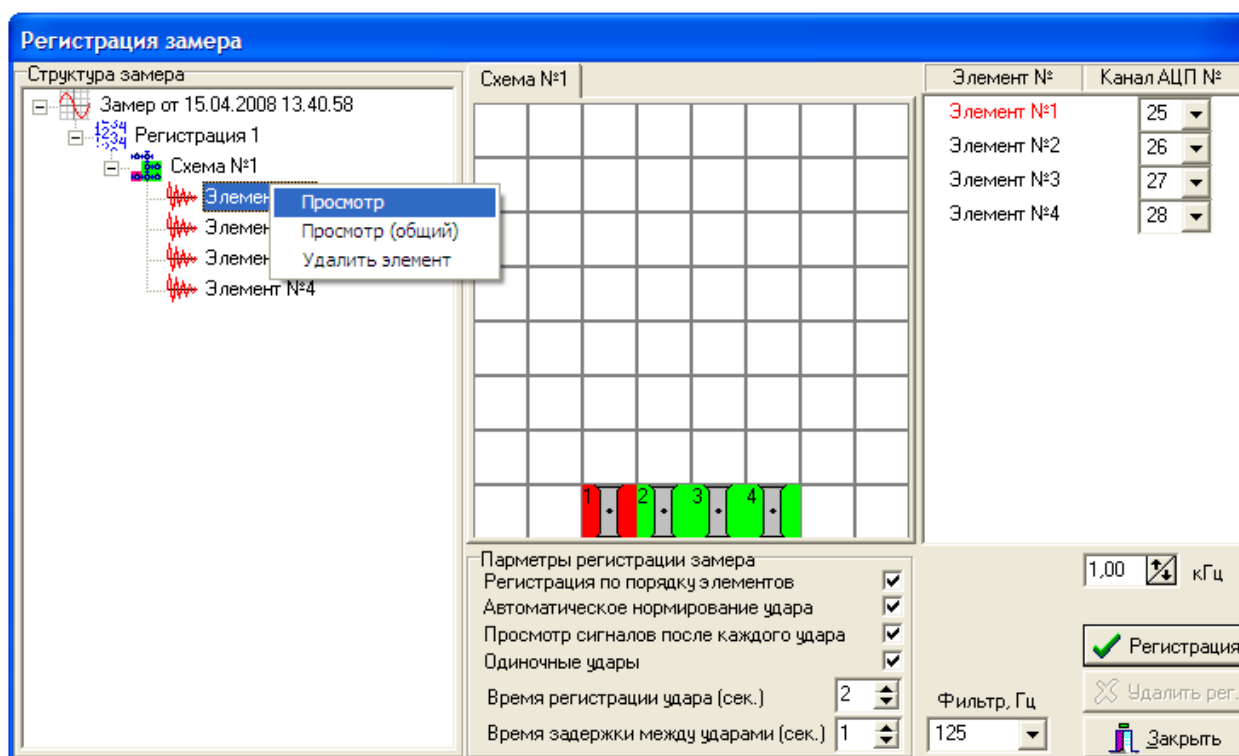 Регистрация замера
Структура замера
Замер от 15.04.2008 13.40.58
Регистрация 1
Схема №1
Элемен
Элемен
Элемен
Элемент №4
Просмотр
Просмотр (общий)
Удалить элемент
Схема №1
1 2 3 4
Элемент № Канал АЦП №
Элемент №1 25
Элемент №2 26
Элемент №3 27
Элемент №4 28
Парметры регистрации замера
Регистрация по порядку элементов
Автоматическое нормирование удара
Просмотр сигналов после каждого удара
Одиночные удары
Время регистрации удара (сек.) 2
Время задержки между ударами (сек.) 1
Фильтр, Гц
125
1,00 кГц
Регистрация
Удалить рег.
Закрыть